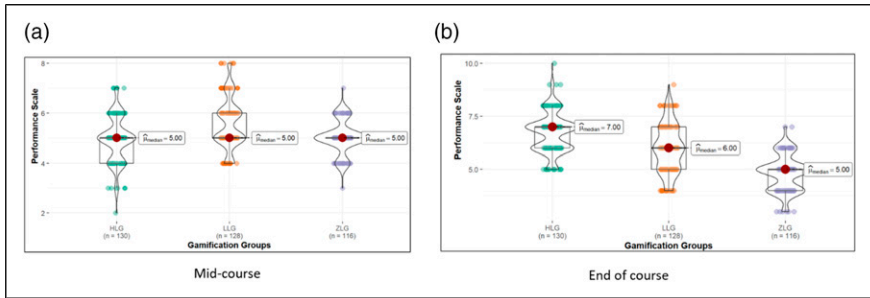 (a)
Performance Scale
8
6
4
2
μ̂median = 5.00
μ̂median = 5.00
μ̂median = 5.00
HLG
(n = 130)
LLG
(n = 128)
ZLG
(n = 116)
Gamification Groups
Mid-course
(b)
Performance Scale
10.0
7.5
5.0
μ̂median = 7.00
μ̂median = 6.00
μ̂median = 5.00
HLG
(n = 130)
LLG
(n = 128)
ZLG
(n = 116)
Gamification Groups
End of course